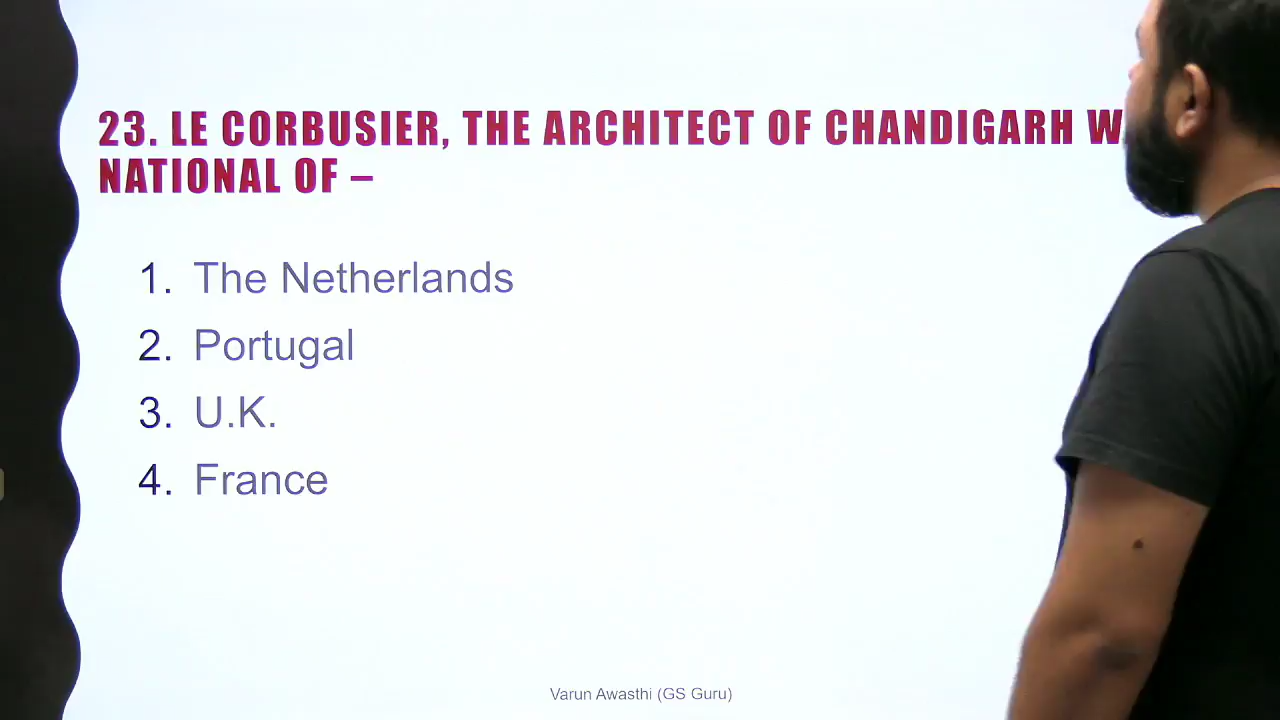 23. LE CORBUSIER, THE ARCHITECT OF CHANDIGARH
NATIONAL OF –
1. The Netherlands
2. Portugal
3. U.K.
4. France
Varun Awasthi (GS Guru)